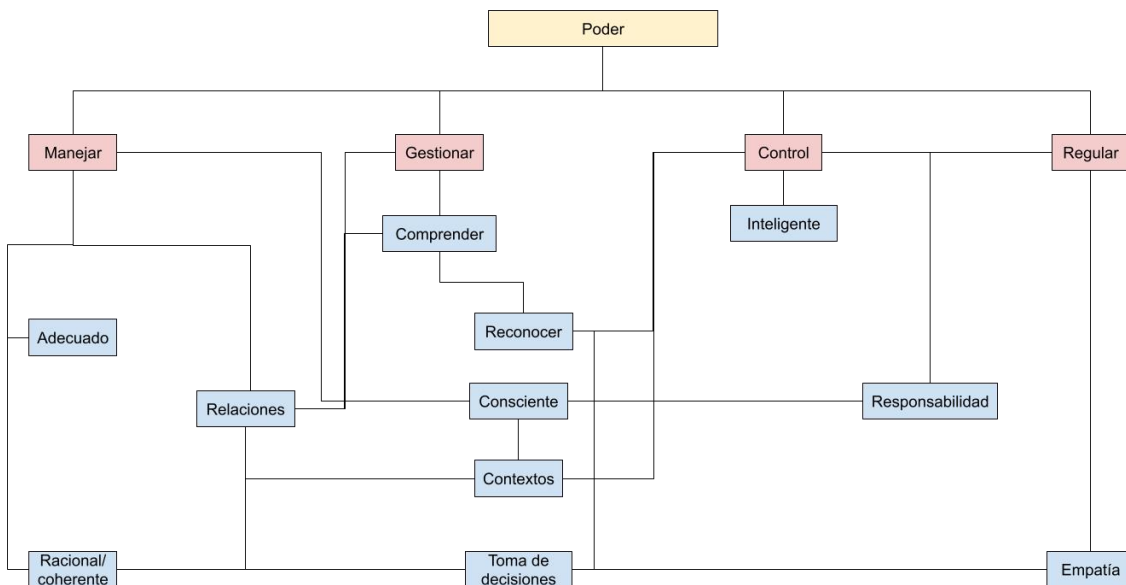 Poder
Manejar
Gestionar
Control
Regular
Comprender
Inteligente
Reconocer
Adecuado
Relaciones
Consciente
Responsabilidad
Contextos
Racional/
coherente
Toma de
decisiones
Empatía